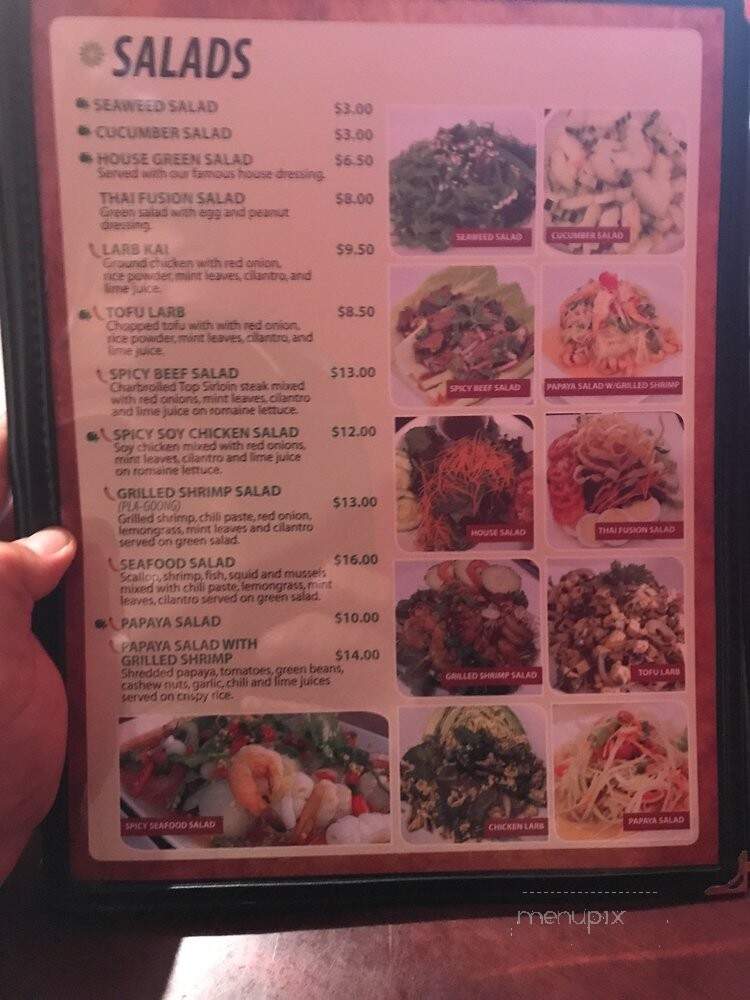 SALADS
SEAWEED SALAD $3.00
CUCUMBER SALAD $3.00
HOUSE GREEN SALAD $6.50
Served with our famous house dressing.
THAI FUSION SALAD $8.00
Green salad with egg and peanut
dressing.
LARB KAI $9.50
Ground chicken with red onion,
rice powder, mint leaves, cilantro, and
lime juice.
TOFU LARB $8.50
Chopped tofu with with red onion,
rice powder, mint leaves, cilantro, and
lime juice.
SPICY BEEF SALAD $13.00
Charbroiled Top Sirloin steak mixed
with red onions, mint leaves, cilantro
and lime juice on romaine lettuce.
SPICY SOY CHICKEN SALAD $12.00
Soy chicken mixed with red onions,
mint leaves, cilantro and lime juice
on romaine lettuce.
GRILLED SHRIMP SALAD
(PLA-GOONG) $13.00
Grilled shrimp, chili paste, red onion,
lemongrass, mint leaves and cilantro
served on green salad.
SEAFOOD SALAD $16.00
Scallop, shrimp, fish, squid and mussels
mixed with chili paste, lemongrass, mint
leaves, cilantro served on green salad.
PAPAYA SALAD $10.00
PAPAYA SALAD WITH
GRILLED SHRIMP $14.00
Shredded papaya, tomatoes, green beans,
cashew nuts, garlic, chili and lime juices
served on crispy rice.
SEAWEED SALAD
CUCUMBER SALAD
SPICY BEEF SALAD
PAPAYA SALAD W/GRILLED SHRIMP
HOUSE SALAD
THAI FUSION SALAD
GRILLED SHRIMP SALAD
TOFU LARB
SPICY SEAFOOD SALAD
CHICKEN LARB
PAPAYA SALAD
menupix